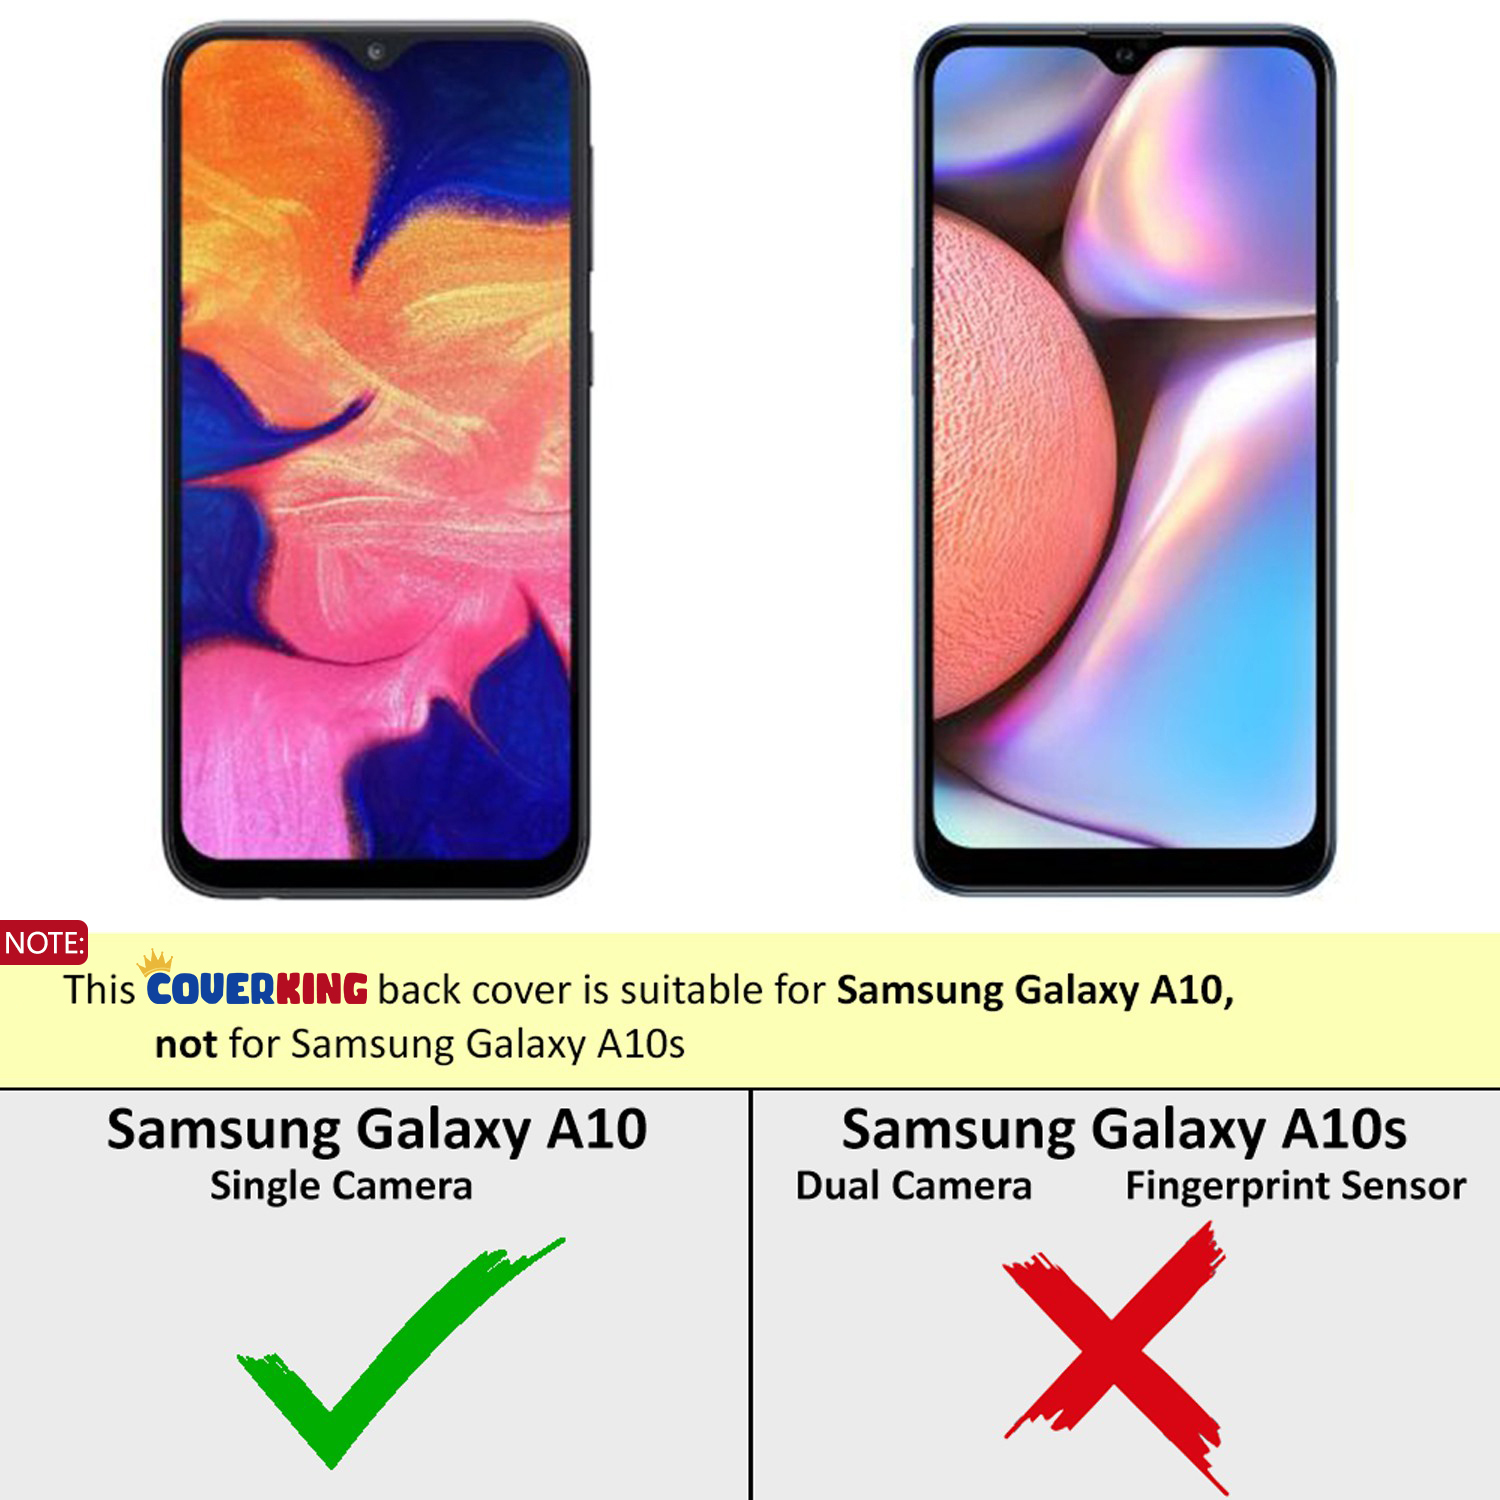 NOTE:
This COVERKING back cover is suitable for Samsung Galaxy A10,
not for Samsung Galaxy A10s
Samsung Galaxy A10
Single Camera
Samsung Galaxy A10s
Dual Camera Fingerprint Sensor